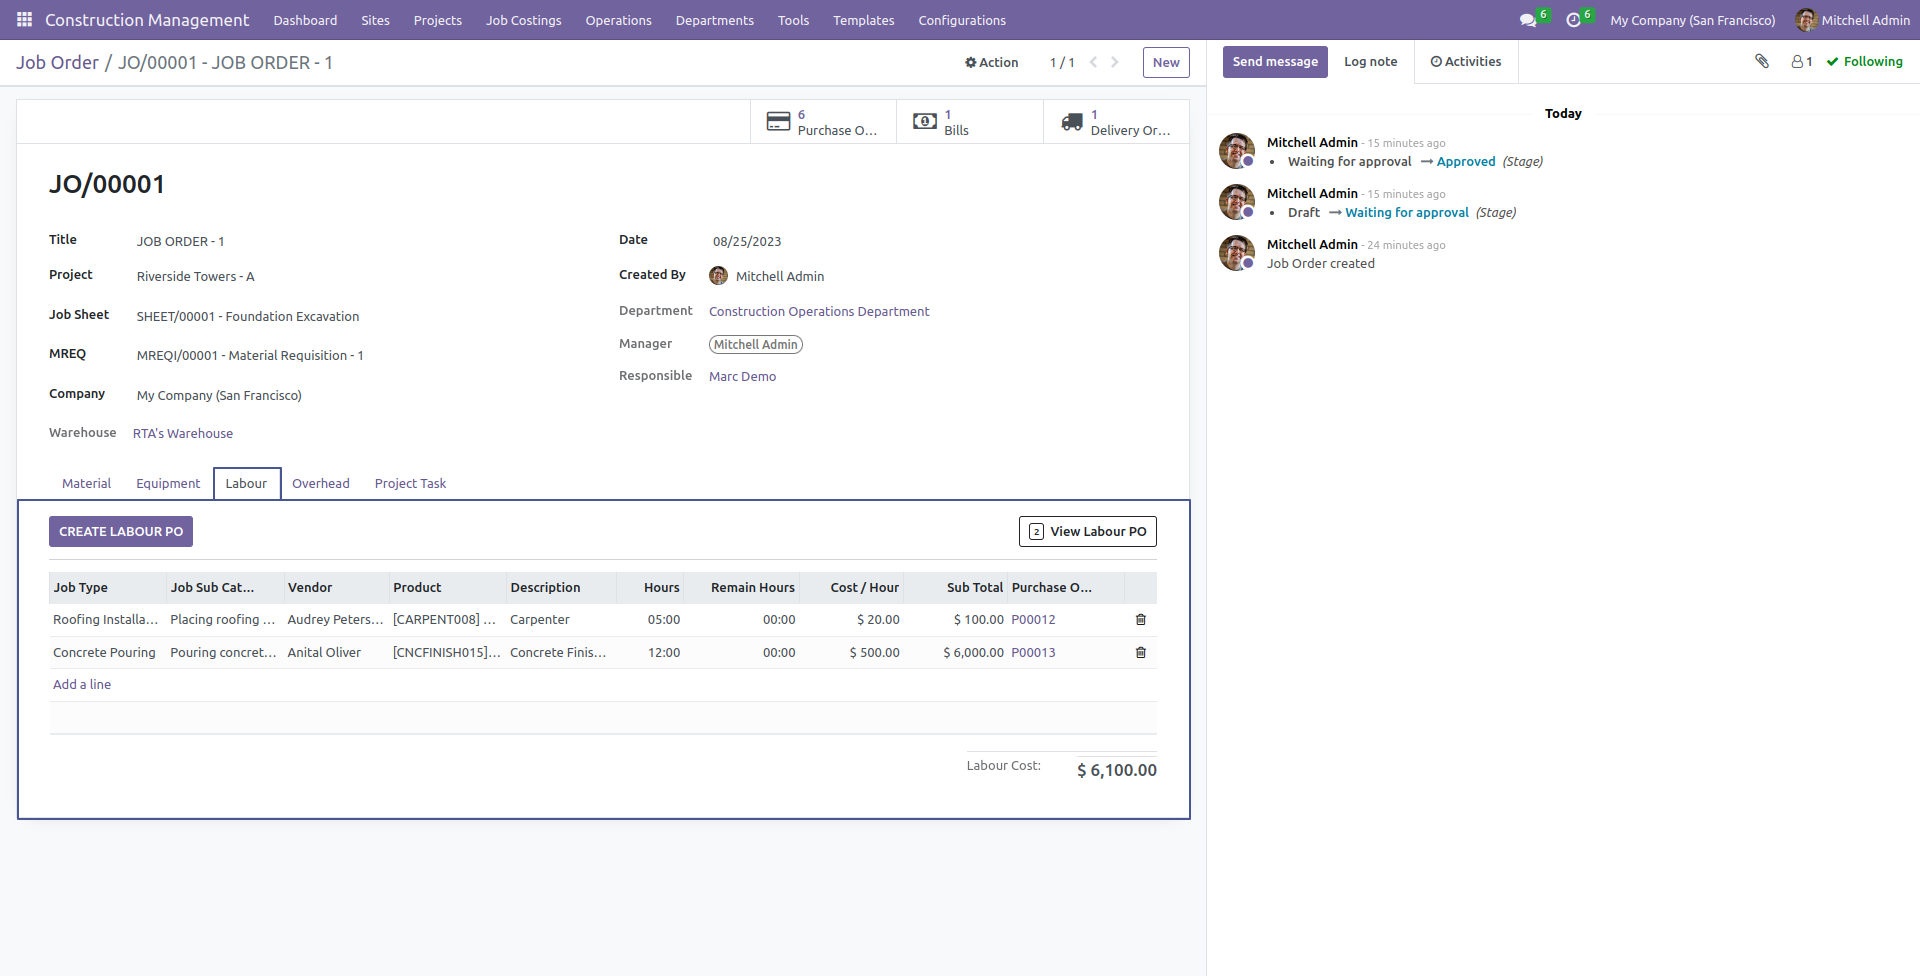 Construction Management Dashboard Sites Projects Job Costings Operations Departments Tools Templates Configurations 6 6 My Company (San Francisco) Mitchell Admin
Job Order / JO/00001 - JOB ORDER - 1 Action 1 / 1 New
Send message Log note Activities 1 Following
6 Purchase O...
1 Bills
1 Delivery Or...
JO/00001
Title JOB ORDER - 1
Project Riverside Towers - A
Job Sheet SHEET/00001 - Foundation Excavation
MREQ MREQI/00001 - Material Requisition - 1
Company My Company (San Francisco)
Warehouse RTA's Warehouse
Date 08/25/2023
Created By Mitchell Admin
Department Construction Operations Department
Manager Mitchell Admin
Responsible Marc Demo
Material Equipment Labour Overhead Project Task
CREATE LABOUR PO 2 View Labour PO
Job Type Job Sub Cat... Vendor Product Description Hours Remain Hours Cost / Hour Sub Total Purchase O...
Roofing Installa... Placing roofing ... Audrey Peters... [CARPENT008] ... Carpenter 05:00 00:00 $ 20.00 $ 100.00 P00012
Concrete Pouring Pouring concret... Anital Oliver [CNCFINISH015]... Concrete Finis... 12:00 00:00 $ 500.00 $ 6,000.00 P00013
Add a line
Labour Cost: $ 6,100.00
Today
Mitchell Admin - 15 minutes ago
• Waiting for approval → Approved (Stage)
Mitchell Admin - 15 minutes ago
• Draft → Waiting for approval (Stage)
Mitchell Admin - 24 minutes ago
Job Order created